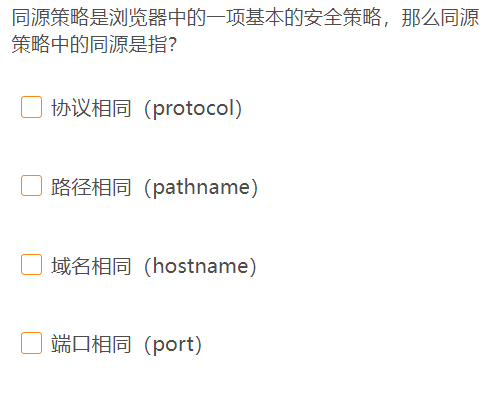 同源策略是浏览器中的一项基本的安全策略，那么同源
策略中的同源是指？
协议相同（protocol）
路径相同（pathname）
域名相同（hostname）
端口相同（port）